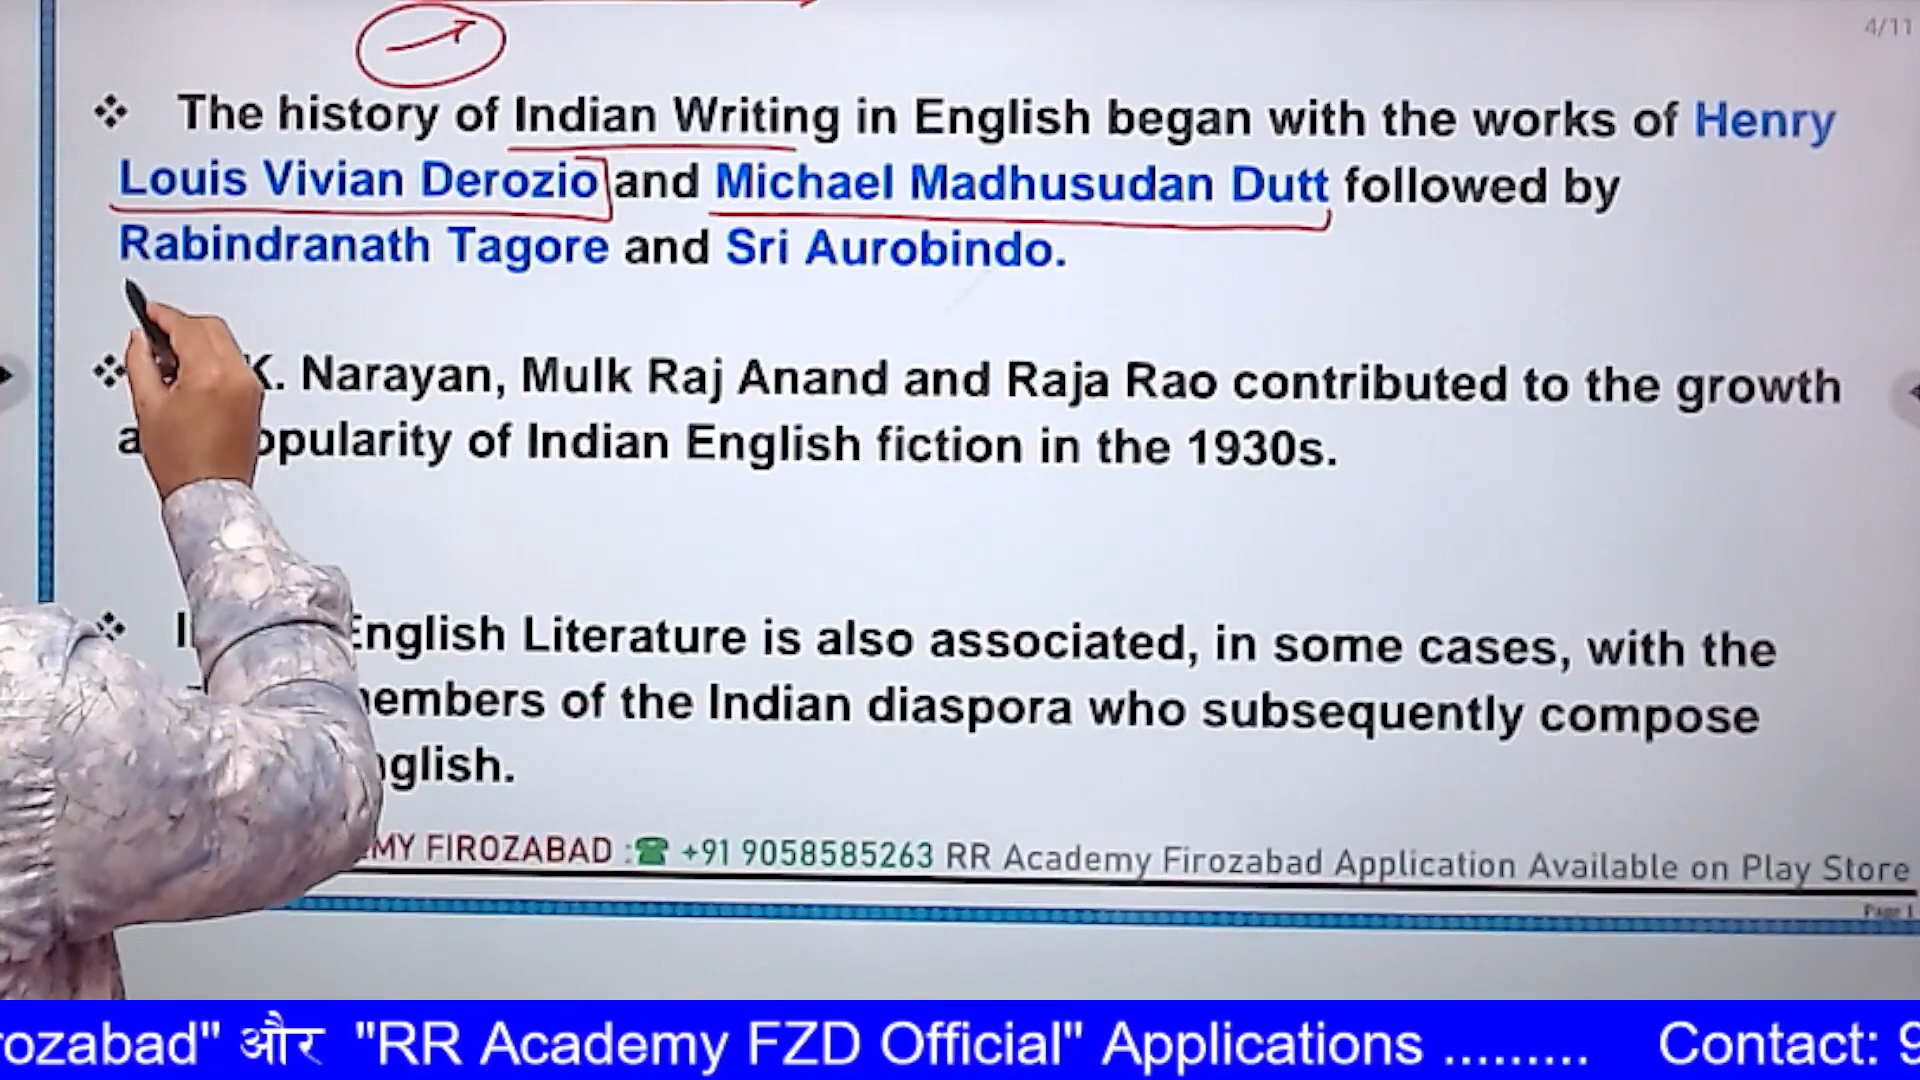 4/11
❖ The history of Indian Writing in English began with the works of Henry
Louis Vivian Derozio and Michael Madhusudan Dutt followed by
Rabindranath Tagore and Sri Aurobindo.
❖ K. Narayan, Mulk Raj Anand and Raja Rao contributed to the growth
opularity of Indian English fiction in the 1930s.
❖ English Literature is also associated, in some cases, with the
embers of the Indian diaspora who subsequently compose
glish.
MY FIROZABAD :☎ +91 9058585263 RR Academy Firozabad Application Available on Play Store
Page 1
rozabad" और "RR Academy FZD Official" Applications ......... Contact: 9